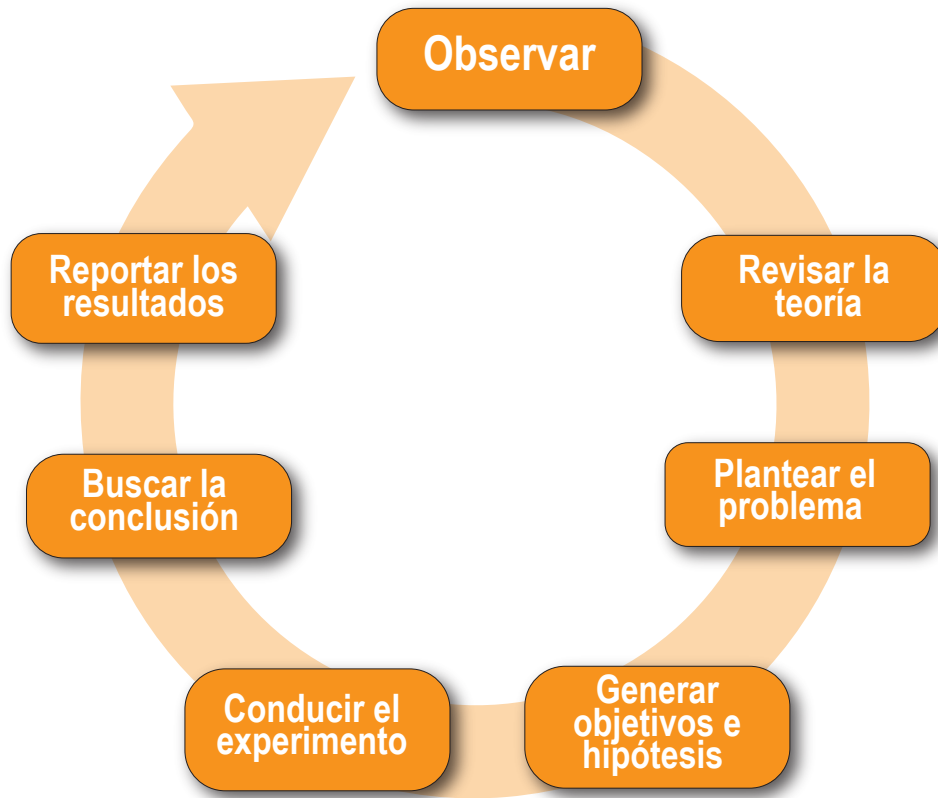 Observar
Revisar la
teoría
Plantear el
problema
Generar
objetivos e
hipótesis
Conducir el
experimento
Buscar la
conclusión
Reportar los
resultados